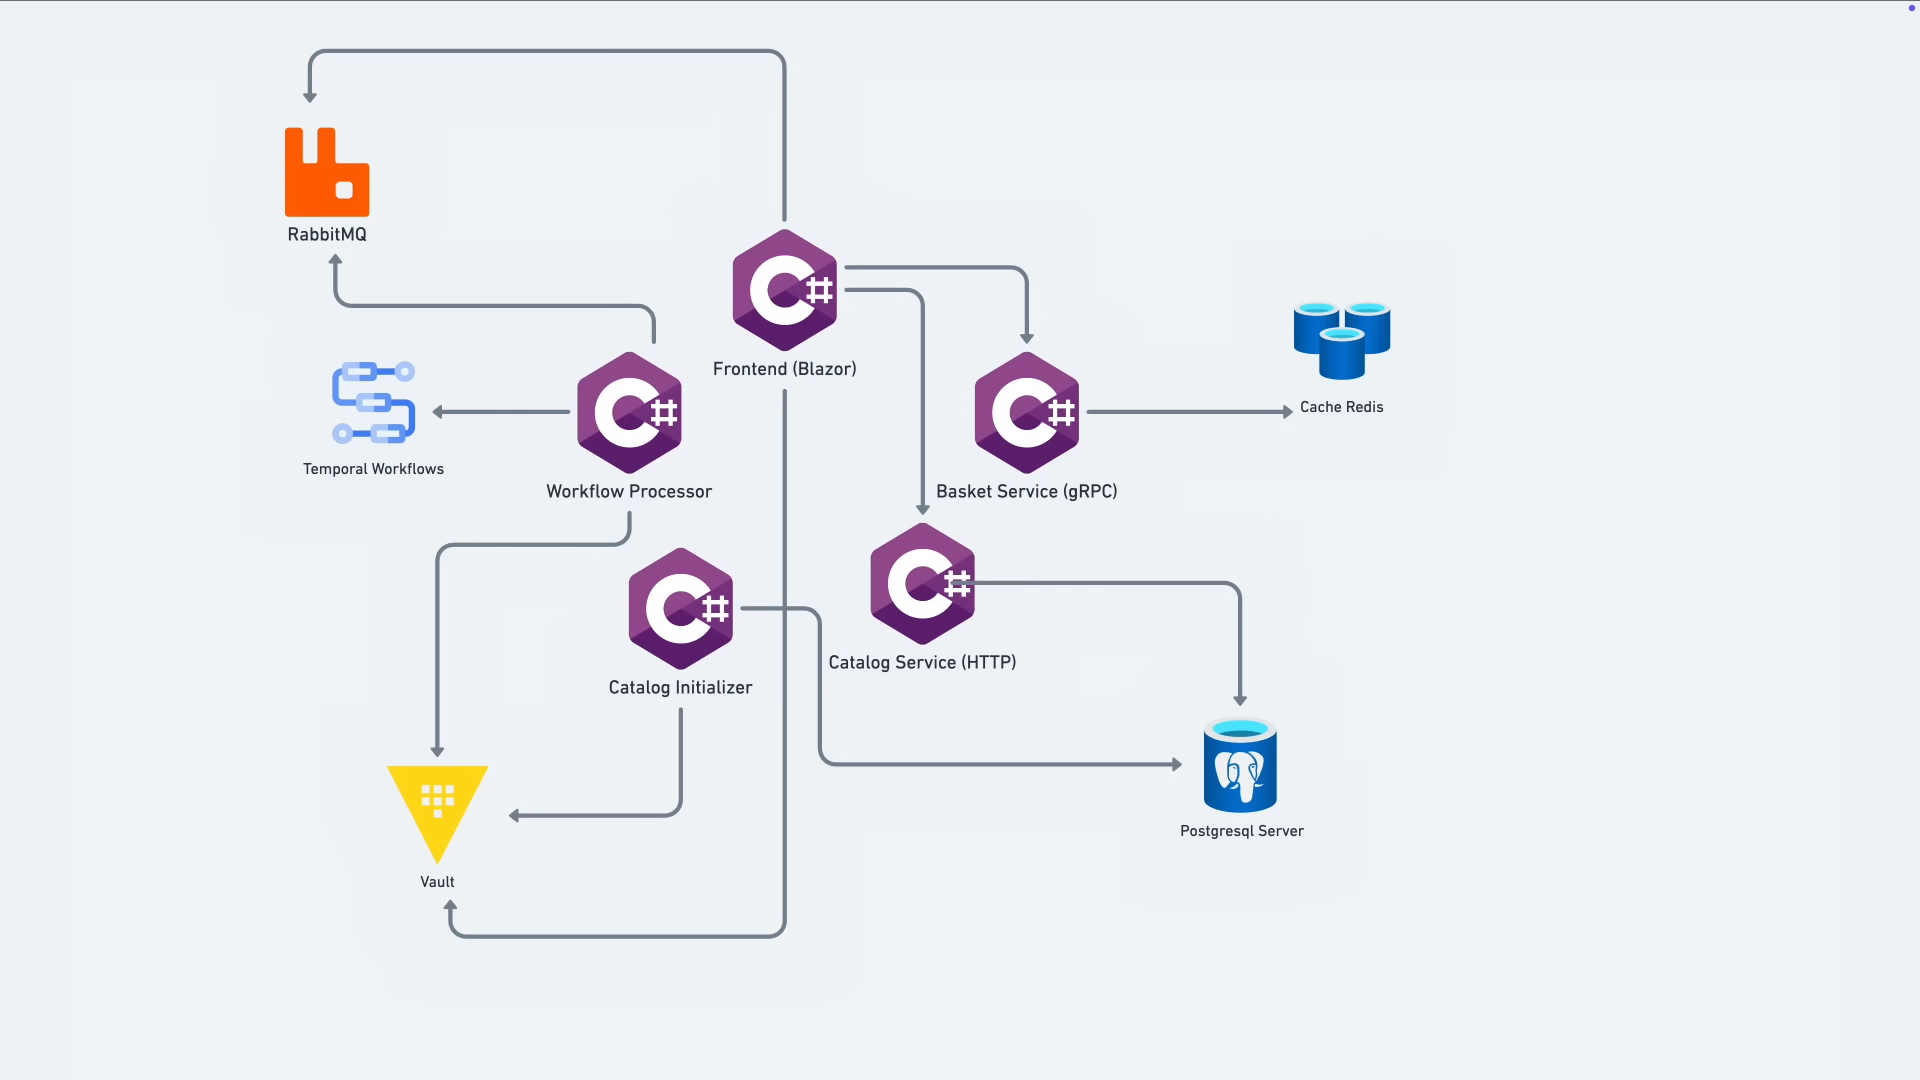 RabbitMQ
Frontend (Blazor)
Cache Redis
Temporal Workflows
Workflow Processor
Basket Service (gRPC)
Catalog Service (HTTP)
Catalog Initializer
Postgresql Server
Vault